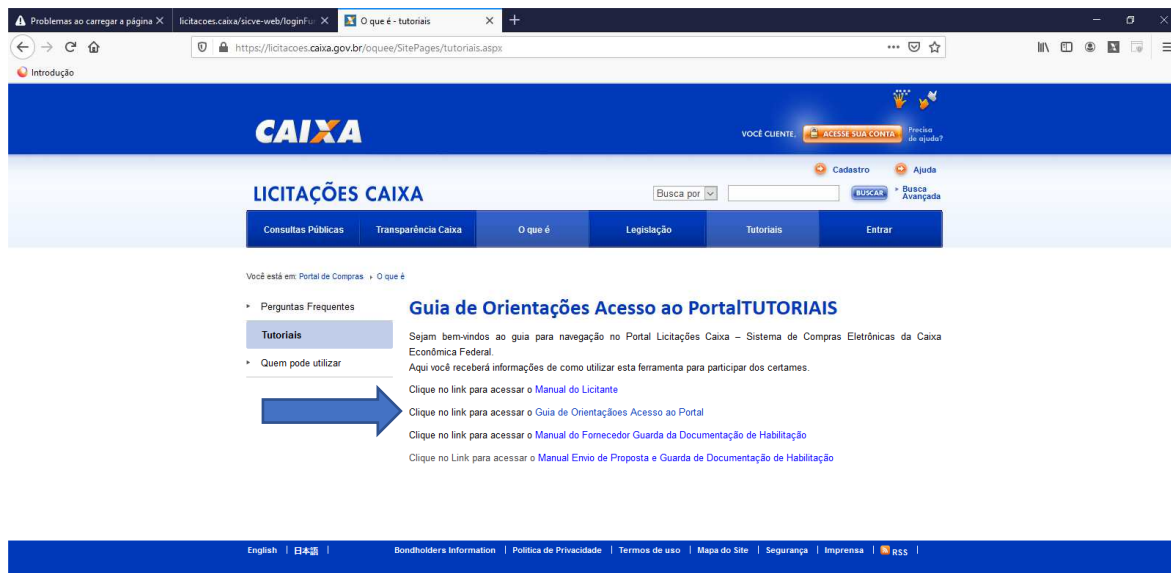 Problemas ao carregar a página
licitacoes.caixa/sicve-web/loginFu
O que é - tutoriais
https://licitacoes.caixa.gov.br/oquee/SitePages/tutoriais.aspx
Introdução
CAIXA
VOCÊ CLIENTE,
ACESSE SUA CONTA
Precisa
de ajuda?
Cadastro
Ajuda
LICITAÇÕES CAIXA
Busca por
BUSCAR
Busca
Avançada
Consultas Públicas
Transparência Caixa
O que é
Legislação
Tutoriais
Entrar
Você está em: Portal de Compras › O que é
Perguntas Frequentes
Tutoriais
Quem pode utilizar
Guia de Orientações Acesso ao PortalTUTORIAIS
Sejam bem-vindos ao guia para navegação no Portal Licitações Caixa – Sistema de Compras Eletrônicas da Caixa
Econômica Federal.
Aqui você receberá informações de como utilizar esta ferramenta para participar dos certames.
Clique no link para acessar o Manual do Licitante
Clique no link para acessar o Guia de Orientaçãoes Acesso ao Portal
Clique no link para acessar o Manual do Fornecedor Guarda da Documentação de Habilitação
Clique no Link para acessar o Manual Envio de Proposta e Guarda de Documentação de Habilitação
English | 日本語 |
Bondholders Information | Política de Privacidade | Termos de uso | Mapa do Site | Segurança | Imprensa | RSS |